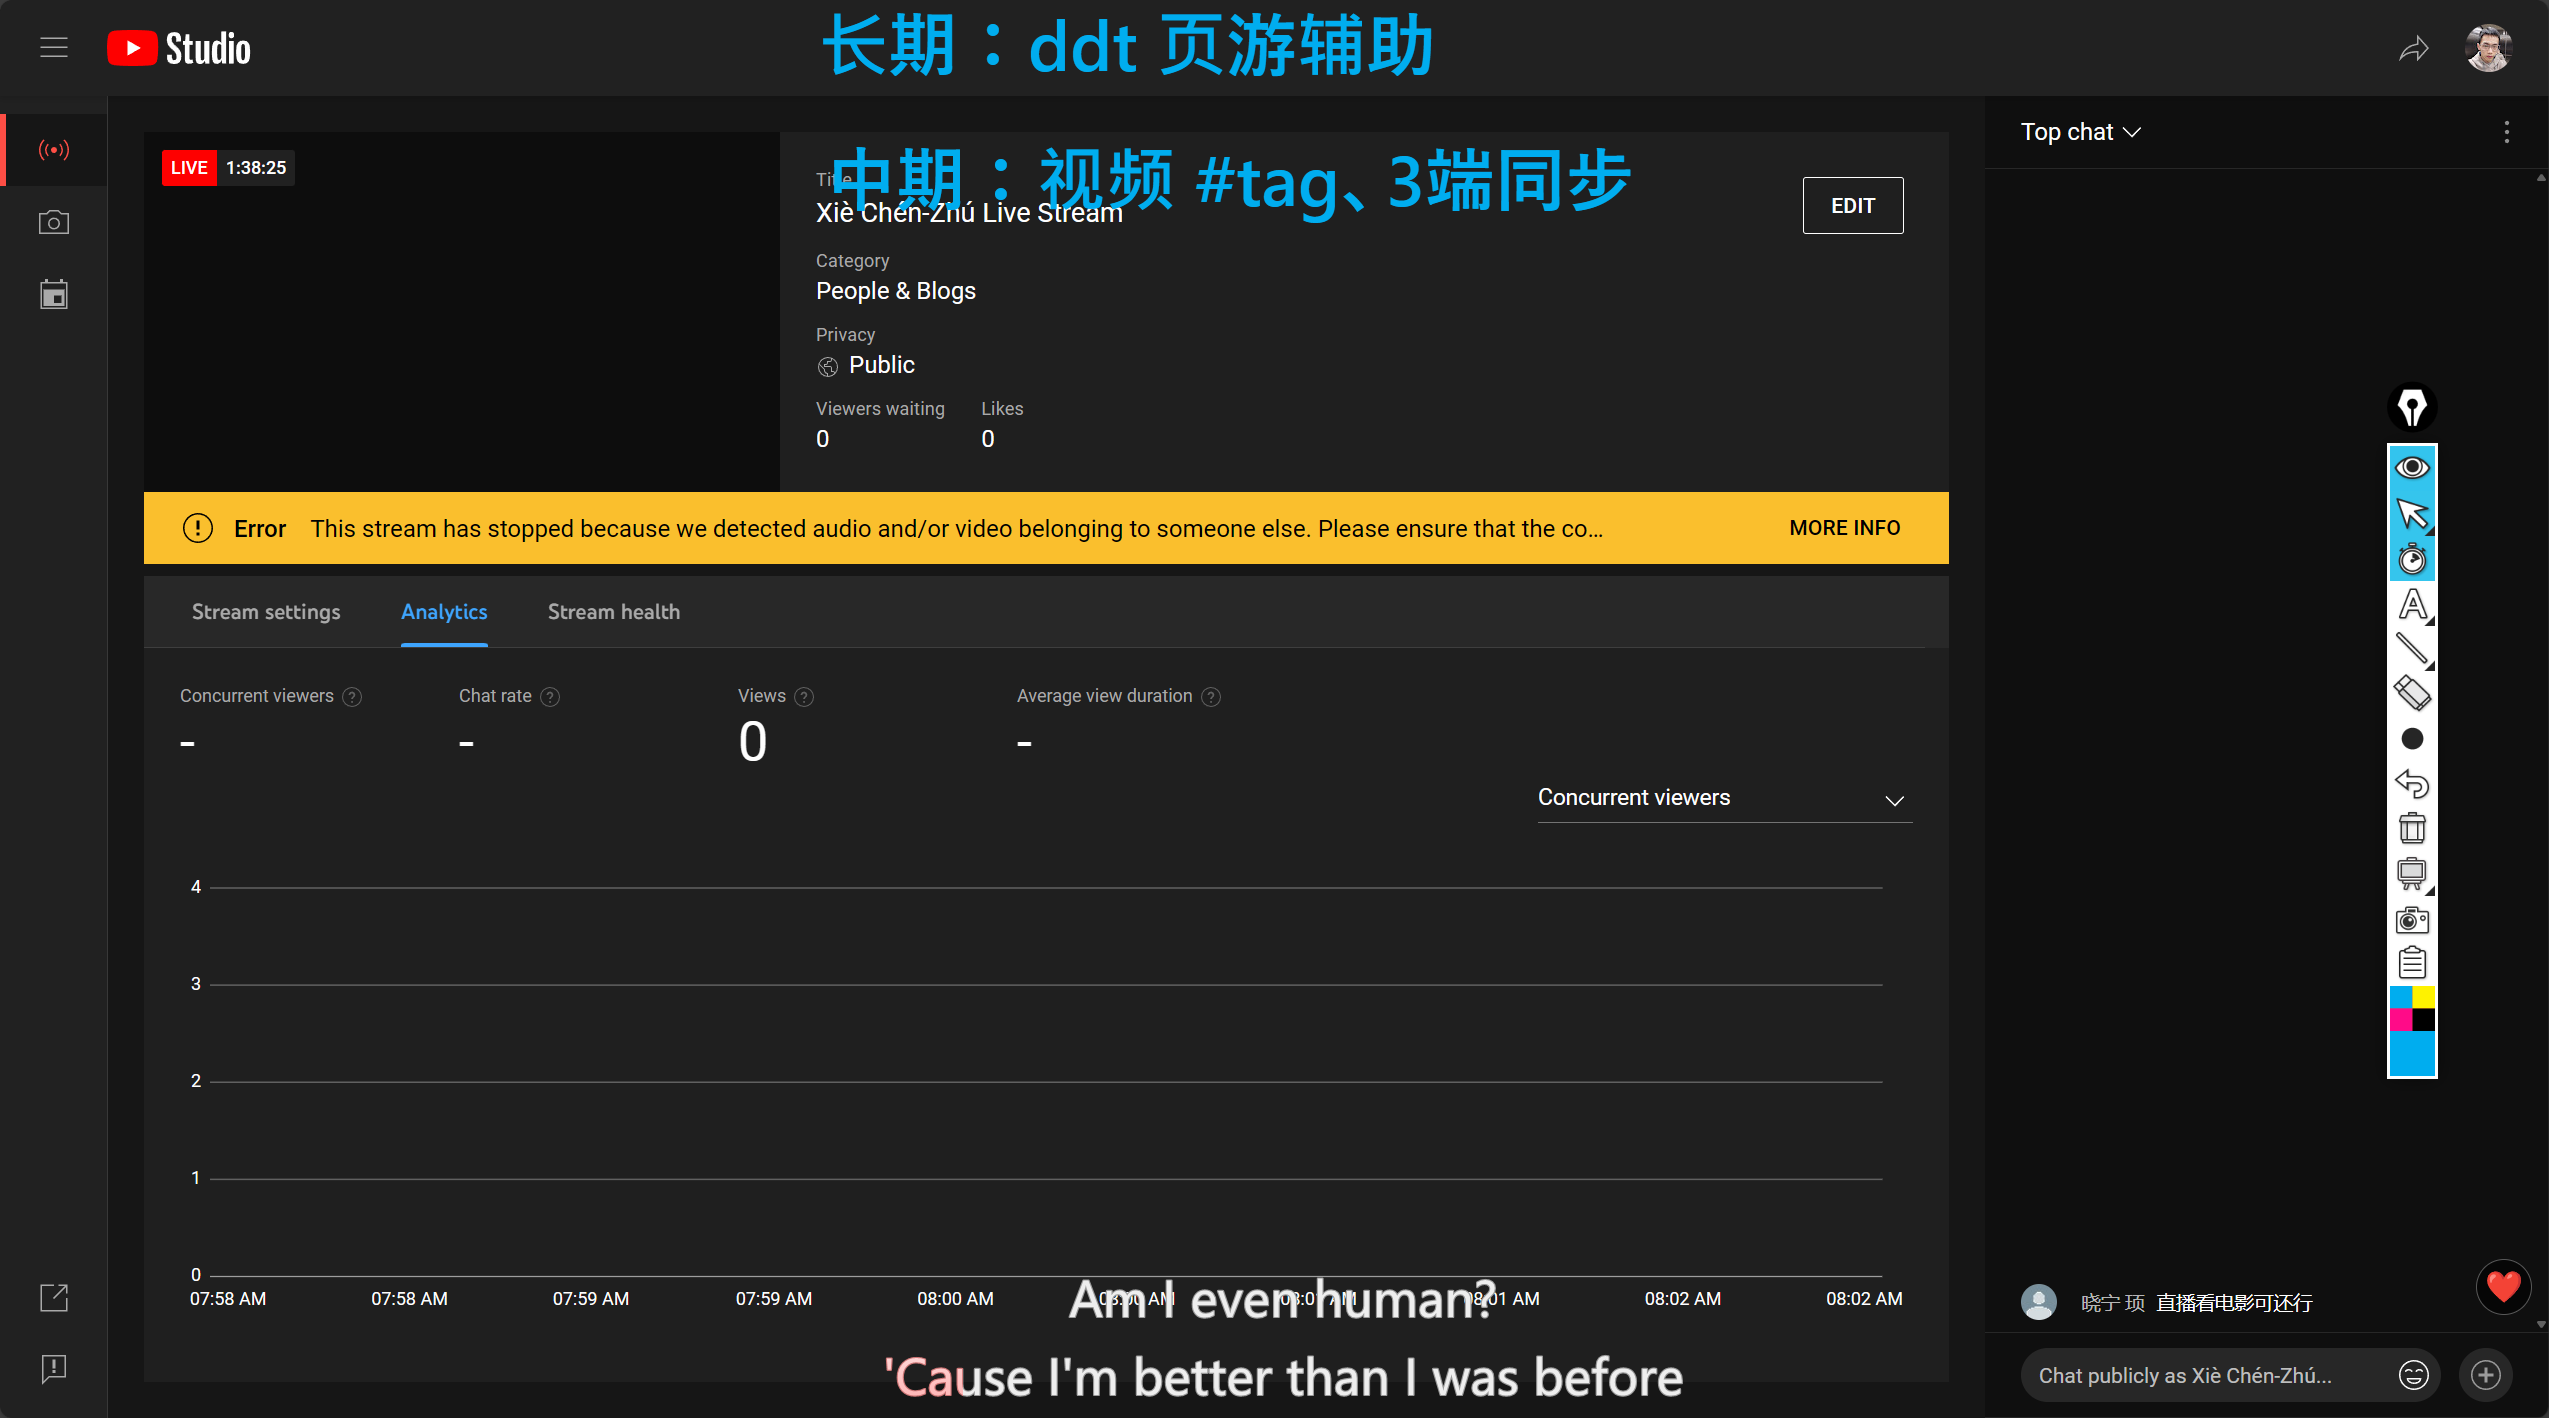 Studio
长期：ddt 页游辅助
LIVE 1:38:25
中期：视频 #tag、3端同步
Title
Xiè Chén-Zhú Live Stream
EDIT
Category
People & Blogs
Privacy
Public
Viewers waiting Likes
0 0
Error This stream has stopped because we detected audio and/or video belonging to someone else. Please ensure that the co... MORE INFO
Stream settings Analytics Stream health
Concurrent viewers ? Chat rate ? Views ? Average view duration ?
- - 0 -
Concurrent viewers
4
3
2
1
0
07:58 AM 07:58 AM 07:59 AM 07:59 AM 08:00 AM 08:00 AM 08:01 AM 08:01 AM 08:02 AM 08:02 AM
Am I even human?
'Cause I'm better than I was before
Top chat
A
晓宁 顼 直播看电影可还行
Chat publicly as Xiè Chén-Zhú...